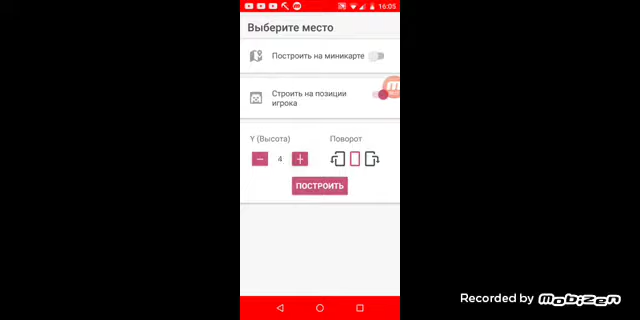 16:05
Выберите место
Построить на миникарте
Строить на позиции
игрока
Y (Высота)
Поворот
4
ПОСТРОИТЬ
Recorded by Mobizen